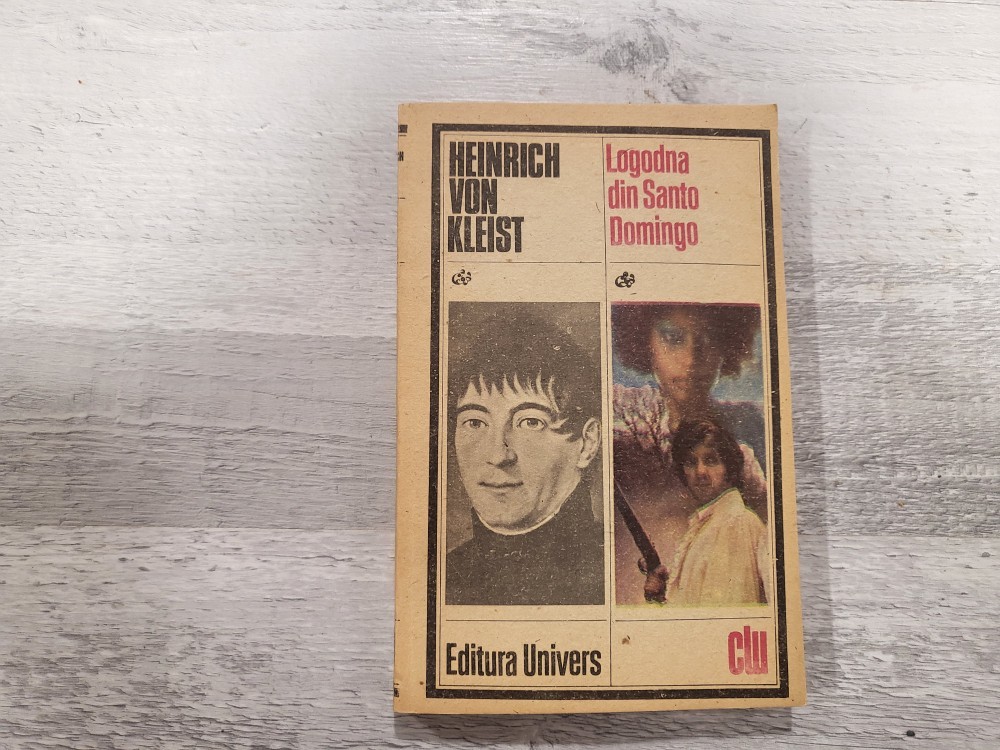 HEINRICH
VON
KLEIST
Logodna
din Santo
Domingo
Editura Univers
clu